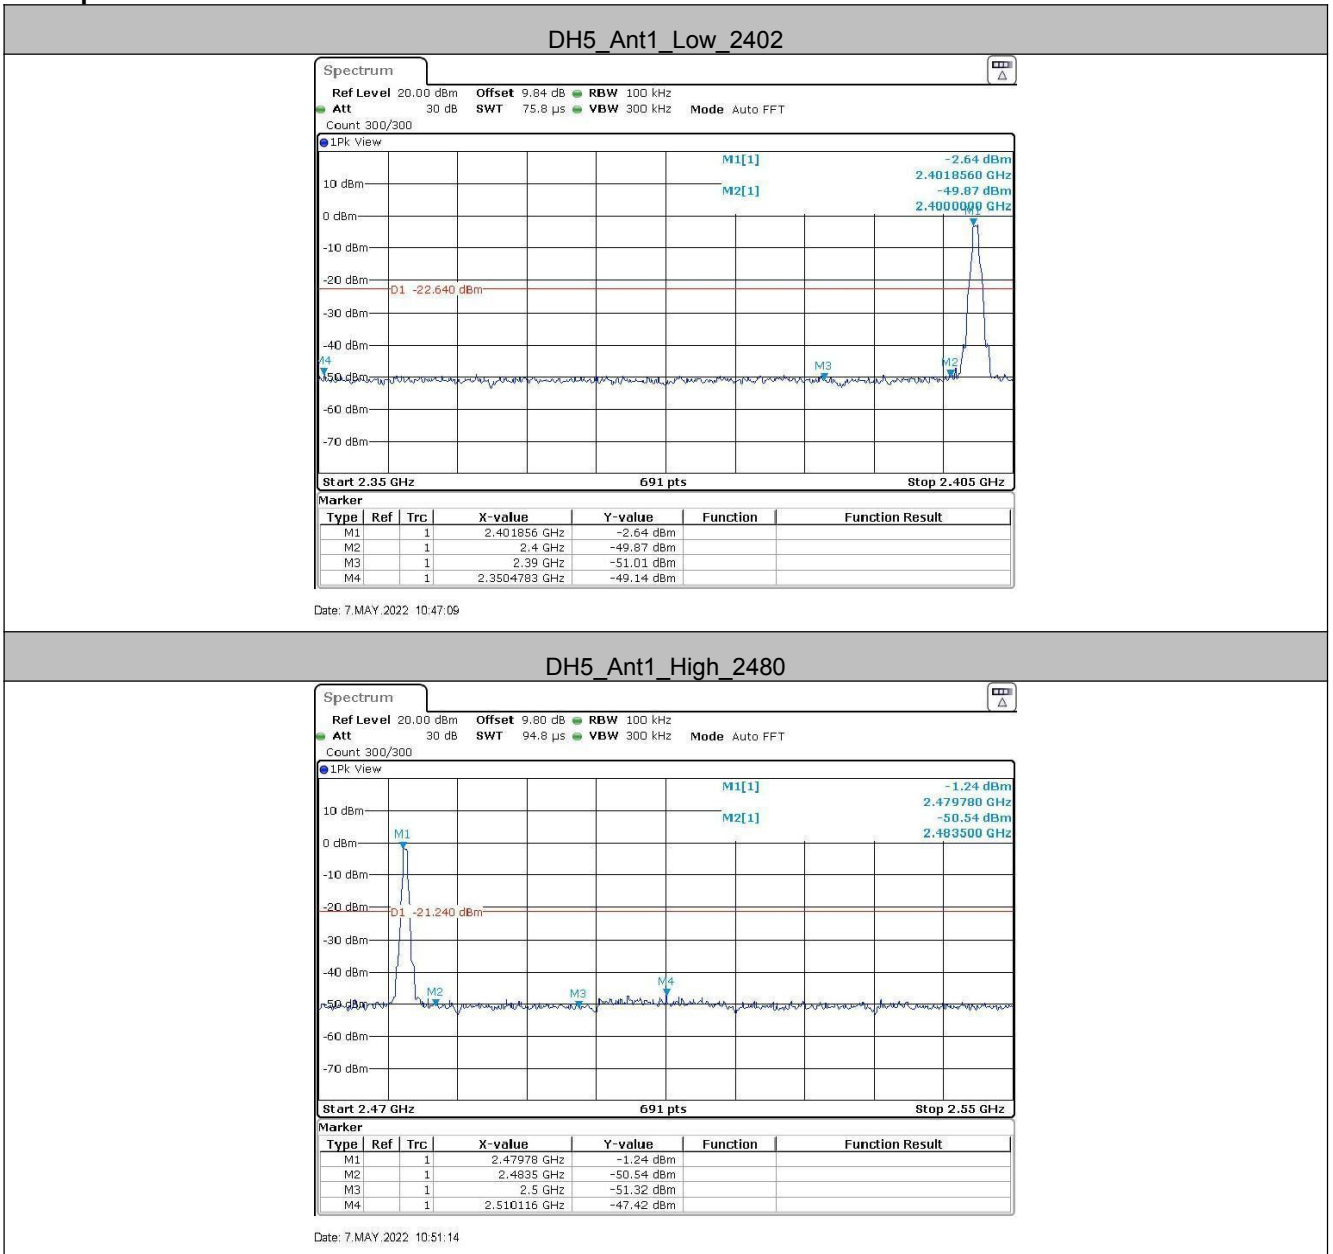 DH5_Ant1_Low_2402
Spectrum
Ref Level 20.00 dBm Offset 9.84 dB RBW 100 kHz
Att 30 dB SWT 75.8 µs VBW 300 kHz Mode Auto FFT
Count 300/300
1Pk View
M1[1] -2.64 dBm
2.4018560 GHz
10 dBm
M2[1] -49.87 dBm
2.4000000 GHz
M1
0 dBm
-10 dBm
-20 dBm
D1 -22.640 dBm
-30 dBm
-40 dBm
M4 M3 M2
-50 dBm
-60 dBm
-70 dBm
Start 2.35 GHz 691 pts Stop 2.405 GHz
Marker
Type Ref Trc X-value Y-value Function Function Result
M1 1 2.401856 GHz -2.64 dBm
M2 1 2.4 GHz -49.87 dBm
M3 1 2.39 GHz -51.01 dBm
M4 1 2.3504783 GHz -49.14 dBm
Date: 7.MAY.2022 10:47:09
DH5_Ant1_High_2480
Spectrum
Ref Level 20.00 dBm Offset 9.80 dB RBW 100 kHz
Att 30 dB SWT 94.8 µs VBW 300 kHz Mode Auto FFT
Count 300/300
1Pk View
M1[1] -1.24 dBm
2.479780 GHz
10 dBm
M2[1] -50.54 dBm
2.483500 GHz
M1
0 dBm
-10 dBm
-20 dBm
D1 -21.240 dBm
-30 dBm
-40 dBm
M2 M3 M4
-50 dBm
-60 dBm
-70 dBm
Start 2.47 GHz 691 pts Stop 2.55 GHz
Marker
Type Ref Trc X-value Y-value Function Function Result
M1 1 2.47978 GHz -1.24 dBm
M2 1 2.4835 GHz -50.54 dBm
M3 1 2.5 GHz -51.32 dBm
M4 1 2.510116 GHz -47.42 dBm
Date: 7.MAY.2022 10:51:14